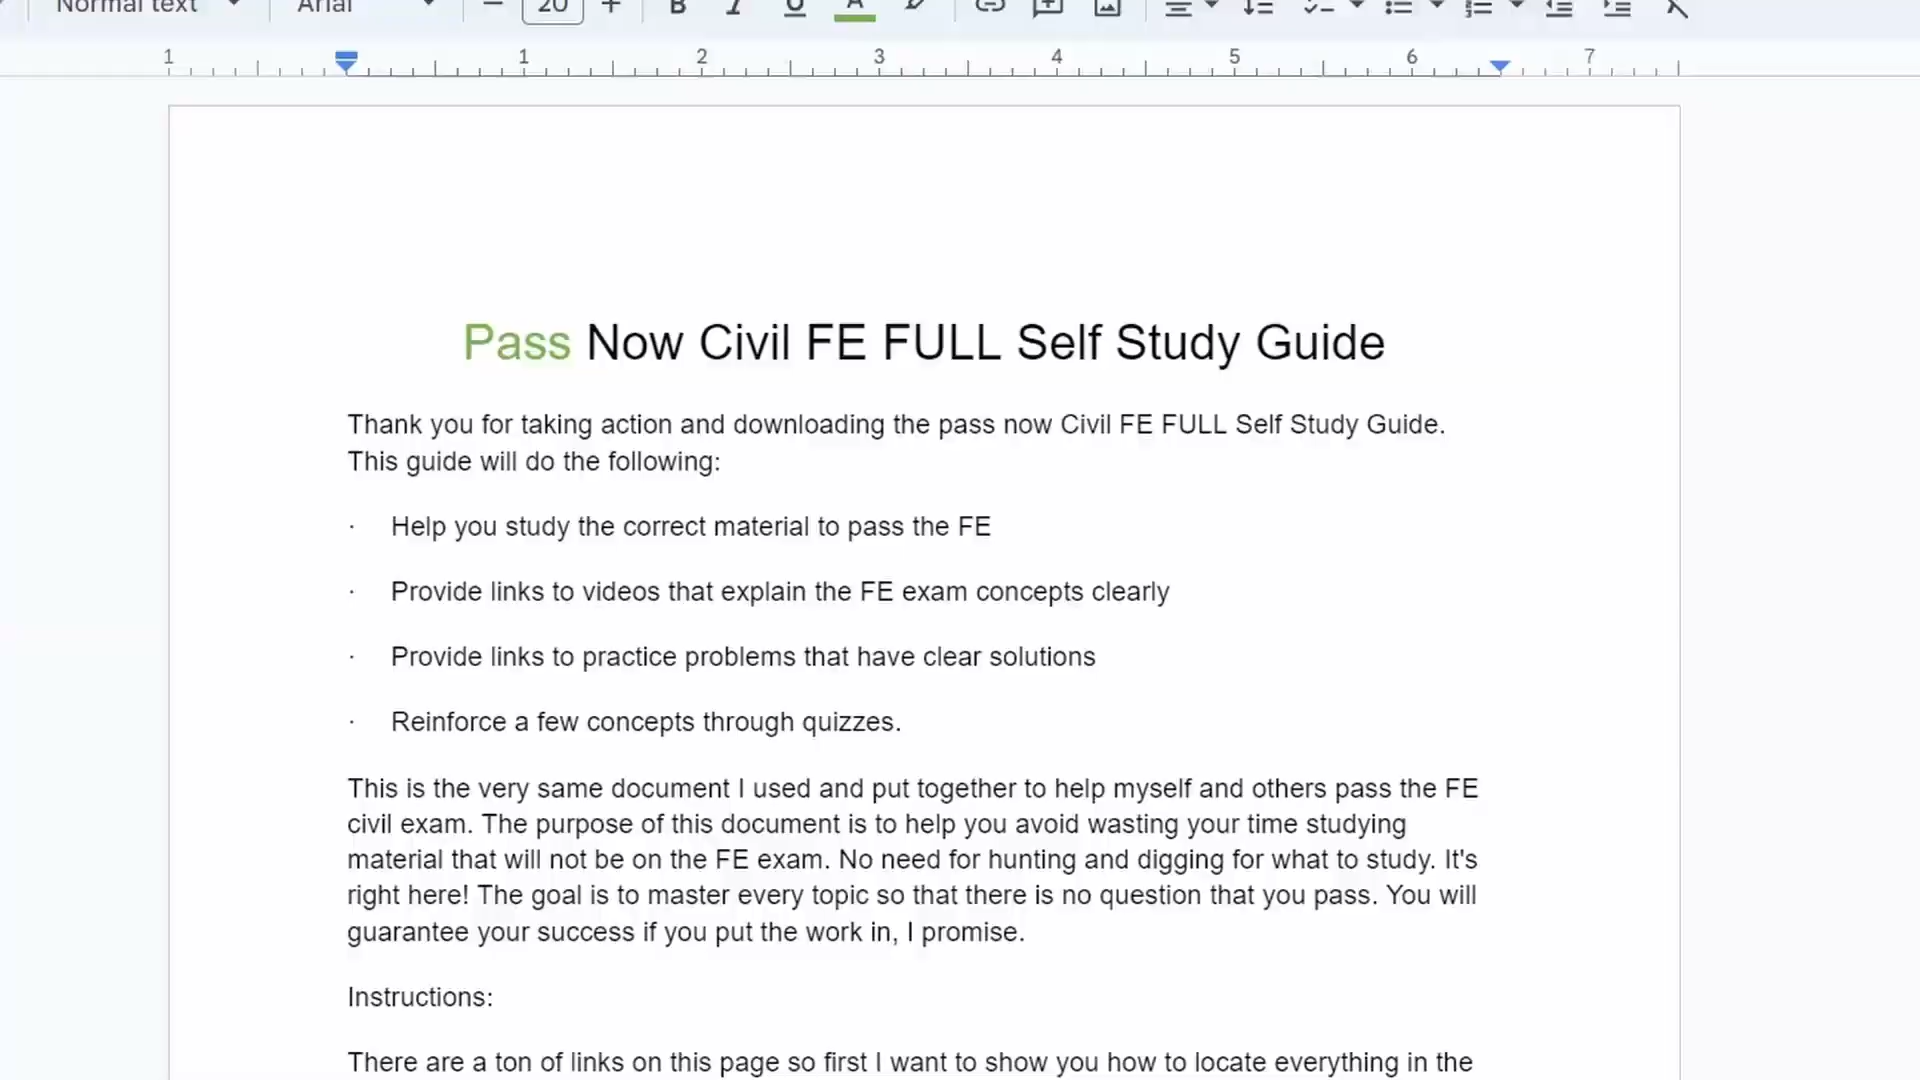 Normal text Arial 20 B I U A
1 1 2 3 4 5 6 7
Pass Now Civil FE FULL Self Study Guide
Thank you for taking action and downloading the pass now Civil FE FULL Self Study Guide.
This guide will do the following:
· Help you study the correct material to pass the FE
· Provide links to videos that explain the FE exam concepts clearly
· Provide links to practice problems that have clear solutions
· Reinforce a few concepts through quizzes.
This is the very same document I used and put together to help myself and others pass the FE
civil exam. The purpose of this document is to help you avoid wasting your time studying
material that will not be on the FE exam. No need for hunting and digging for what to study. It's
right here! The goal is to master every topic so that there is no question that you pass. You will
guarantee your success if you put the work in, I promise.
Instructions:
There are a ton of links on this page so first I want to show you how to locate everything in the